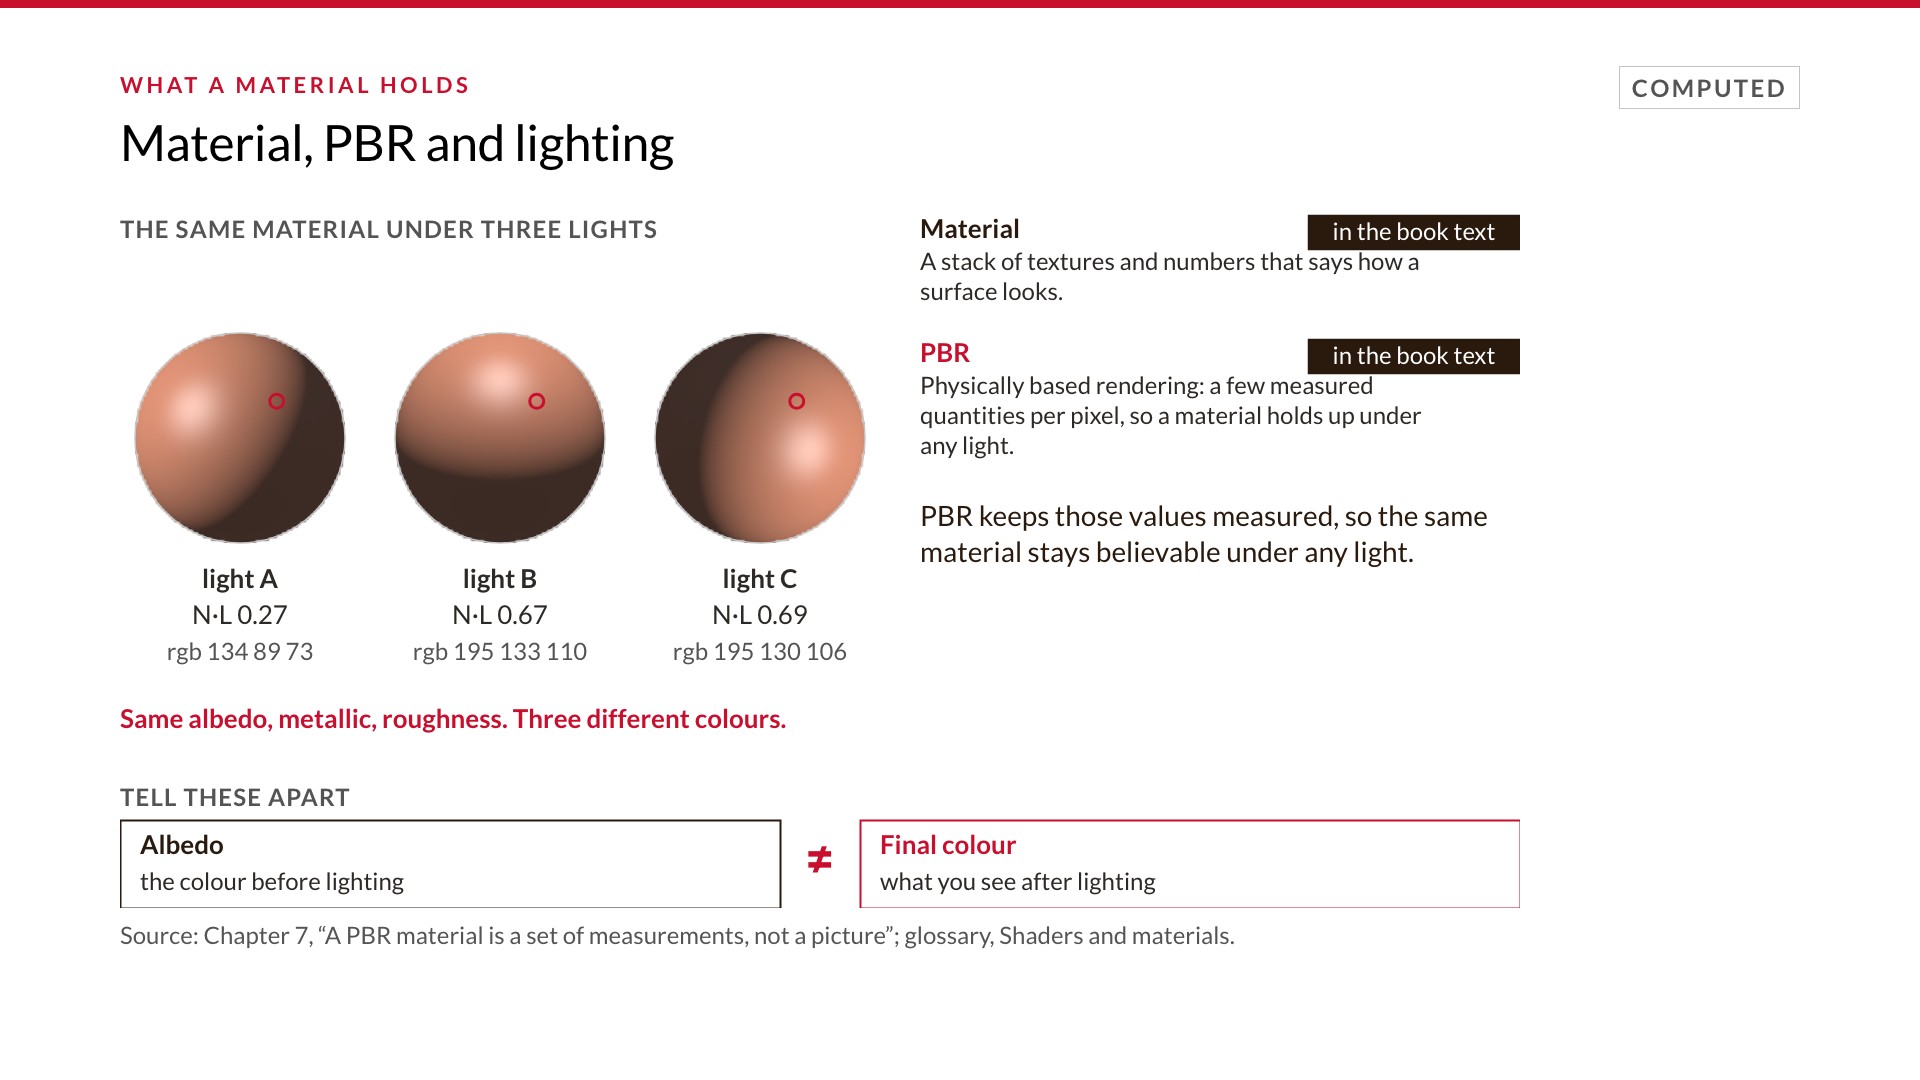 WHAT A MATERIAL HOLDS
COMPUTED
Material, PBR and lighting
THE SAME MATERIAL UNDER THREE LIGHTS
light A
N·L 0.27
rgb 134 89 73
light B
N·L 0.67
rgb 195 133 110
light C
N·L 0.69
rgb 195 130 106
Same albedo, metallic, roughness. Three different colours.
Material
in the book text
A stack of textures and numbers that says how a
surface looks.
PBR
in the book text
Physically based rendering: a few measured
quantities per pixel, so a material holds up under
any light.
PBR keeps those values measured, so the same
material stays believable under any light.
TELL THESE APART
Albedo
the colour before lighting
≠
Final colour
what you see after lighting
Source: Chapter 7, “A PBR material is a set of measurements, not a picture”; glossary, Shaders and materials.